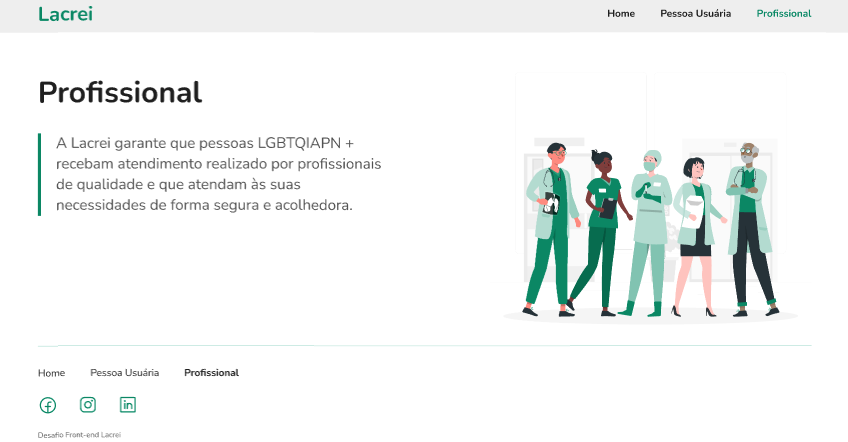 Lacrei
Home Pessoa Usuária Profissional
Profissional
A Lacrei garante que pessoas LGBTQIAPN +
recebam atendimento realizado por profissionais
de qualidade e que atendam às suas
necessidades de forma segura e acolhedora.
Home Pessoa Usuária Profissional
Desafio Front-end Lacrei